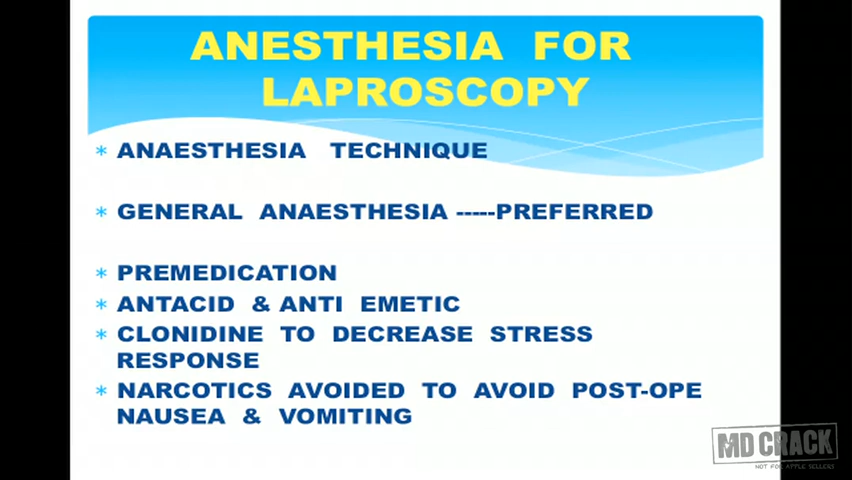 ANESTHESIA FOR
LAPROSCOPY
* ANAESTHESIA TECHNIQUE
* GENERAL ANAESTHESIA -----PREFERRED
* PREMEDICATION
* ANTACID & ANTI EMETIC
* CLONIDINE TO DECREASE STRESS
RESPONSE
* NARCOTICS AVOIDED TO AVOID POST-OPE
NAUSEA & VOMITING
MD CRACK
NOT FOR APPLE SELLERS